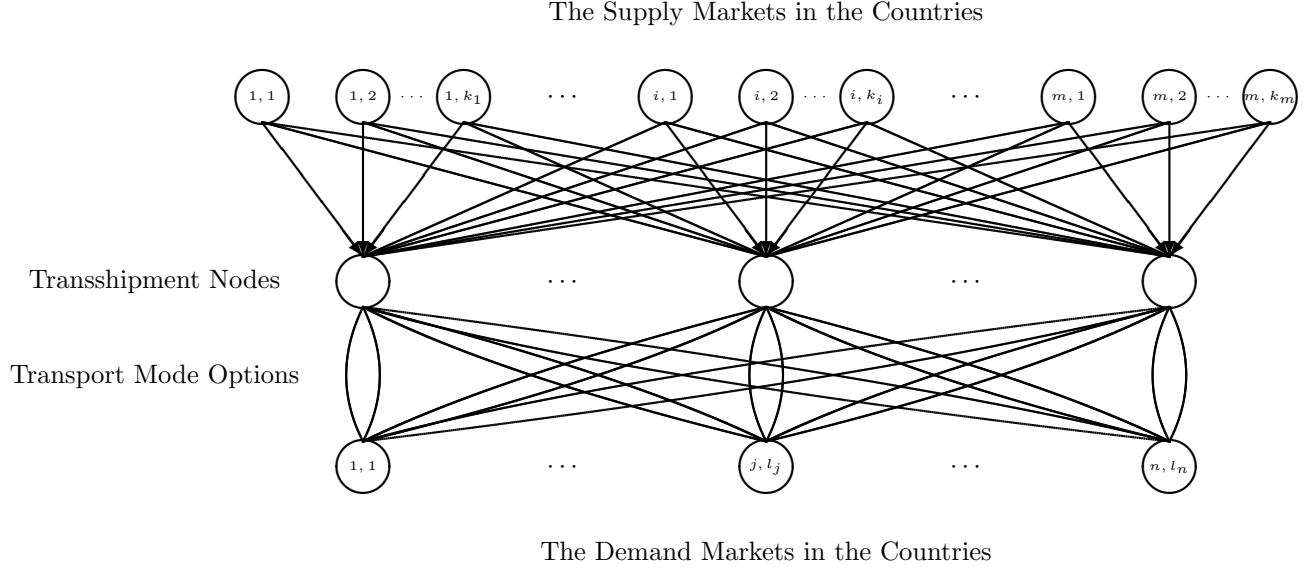 The Supply Markets in the Countries
1, 1 1, 2 ··· 1, k₁ ··· i, 1 i, 2 ··· i, kᵢ ··· m, 1 m, 2 ··· m, kₘ
Transshipment Nodes ··· ···
Transport Mode Options
1, 1 ··· j, lⱼ ··· n, lₙ
The Demand Markets in the Countries